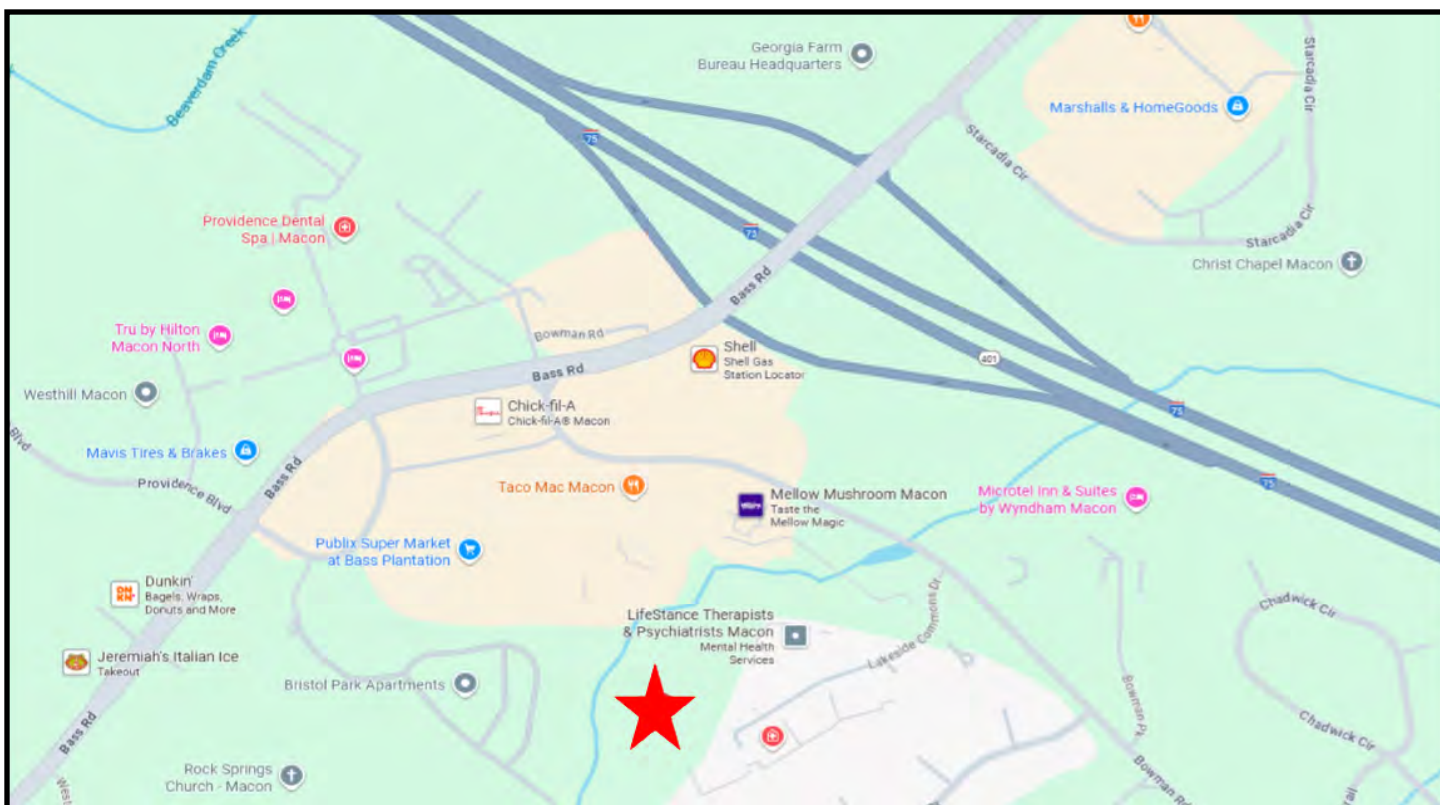 Beaverdam Creek
Georgia Farm
Bureau Headquarters
Marshalls & HomeGoods
Starcadia Cir
Starcadia Cir
Starcadia Cir
75
75
Providence Dental
Spa | Macon
Christ Chapel Macon
Bass Rd
Tru by Hilton
Macon North
Bowman Rd
Shell
Shell Gas
Station Locator
401
Bass Rd
Westhill Macon
Chick-fil-A
Chick-fil-A® Macon
75
Blvd
Mavis Tires & Brakes
Providence Blvd
Bass Rd
Taco Mac Macon
75
Mellow Mushroom Macon
Taste the
Mellow Magic
Microtel Inn & Suites
by Wyndham Macon
Publix Super Market
at Bass Plantation
DNKN'
Dunkin'
Bagels, Wraps,
Donuts and More
LifeStance Therapists
& Psychiatrists Macon
Mental Health
Services
Lakeside Commons Dr
Chadwick Cir
Jeremiah's Italian Ice
Takeout
Bristol Park Apartments
Bowman Pl
Chadwick Cir
Bass Rd
Rock Springs
Church - Macon
Bowman Rd